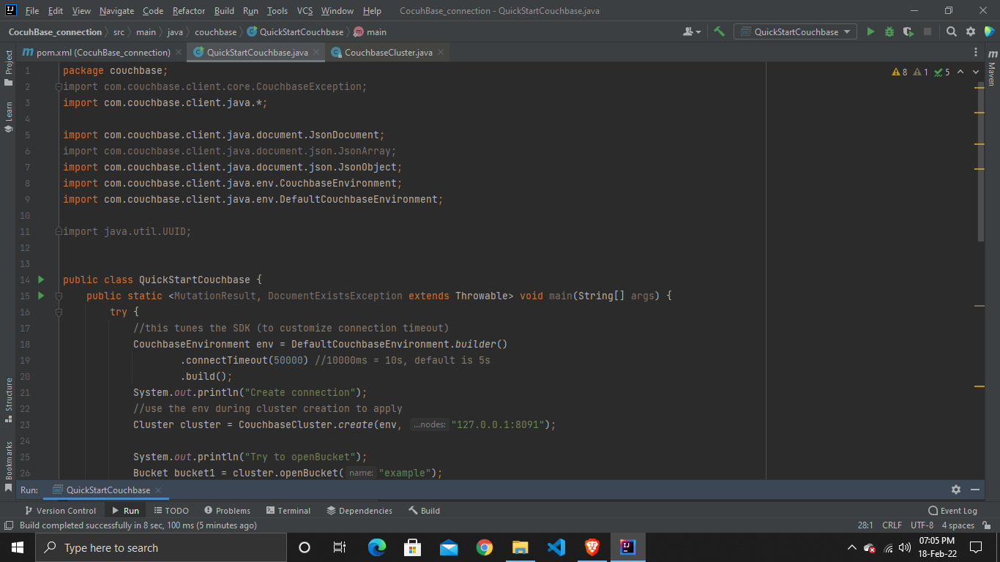 File Edit View Navigate Code Refactor Build Run Tools VCS Window Help CocuhBase_connection - QuickStartCouchbase.java
CocuhBase_connection src main java couchbase QuickStartCouchbase main QuickStartCouchbase
pom.xml (CocuhBase_connection) QuickStartCouchbase.java CouchbaseCluster.java
Project
Learn
Structure
Bookmarks
Maven
8 1 5
1 package couchbase;
2 import com.couchbase.client.core.CouchbaseException;
3 import com.couchbase.client.java.*;
4
5 import com.couchbase.client.java.document.JsonDocument;
6 import com.couchbase.client.java.document.json.JsonArray;
7 import com.couchbase.client.java.document.json.JsonObject;
8 import com.couchbase.client.java.env.CouchbaseEnvironment;
9 import com.couchbase.client.java.env.DefaultCouchbaseEnvironment;
10
11 import java.util.UUID;
12
13
14 public class QuickStartCouchbase {
15 public static <MutationResult, DocumentExistsException extends Throwable> void main(String[] args) {
16 try {
17 //this tunes the SDK (to customize connection timeout)
18 CouchbaseEnvironment env = DefaultCouchbaseEnvironment.builder()
19 .connectTimeout(50000) //10000ms = 10s, default is 5s
20 .build();
21 System.out.println("Create connection");
22 //use the env during cluster creation to apply
23 Cluster cluster = CouchbaseCluster.create(env, ...nodes: "127.0.0.1:8091");
24
25 System.out.println("Try to openBucket");
26 Bucket bucket1 = cluster.openBucket( name: "example");
Run: QuickStartCouchbase
Version Control Run TODO Problems Terminal Dependencies Build Event Log
Build completed successfully in 8 sec, 100 ms (5 minutes ago) 28:1 CRLF UTF-8 4 spaces
Type here to search
07:05 PM
18-Feb-22